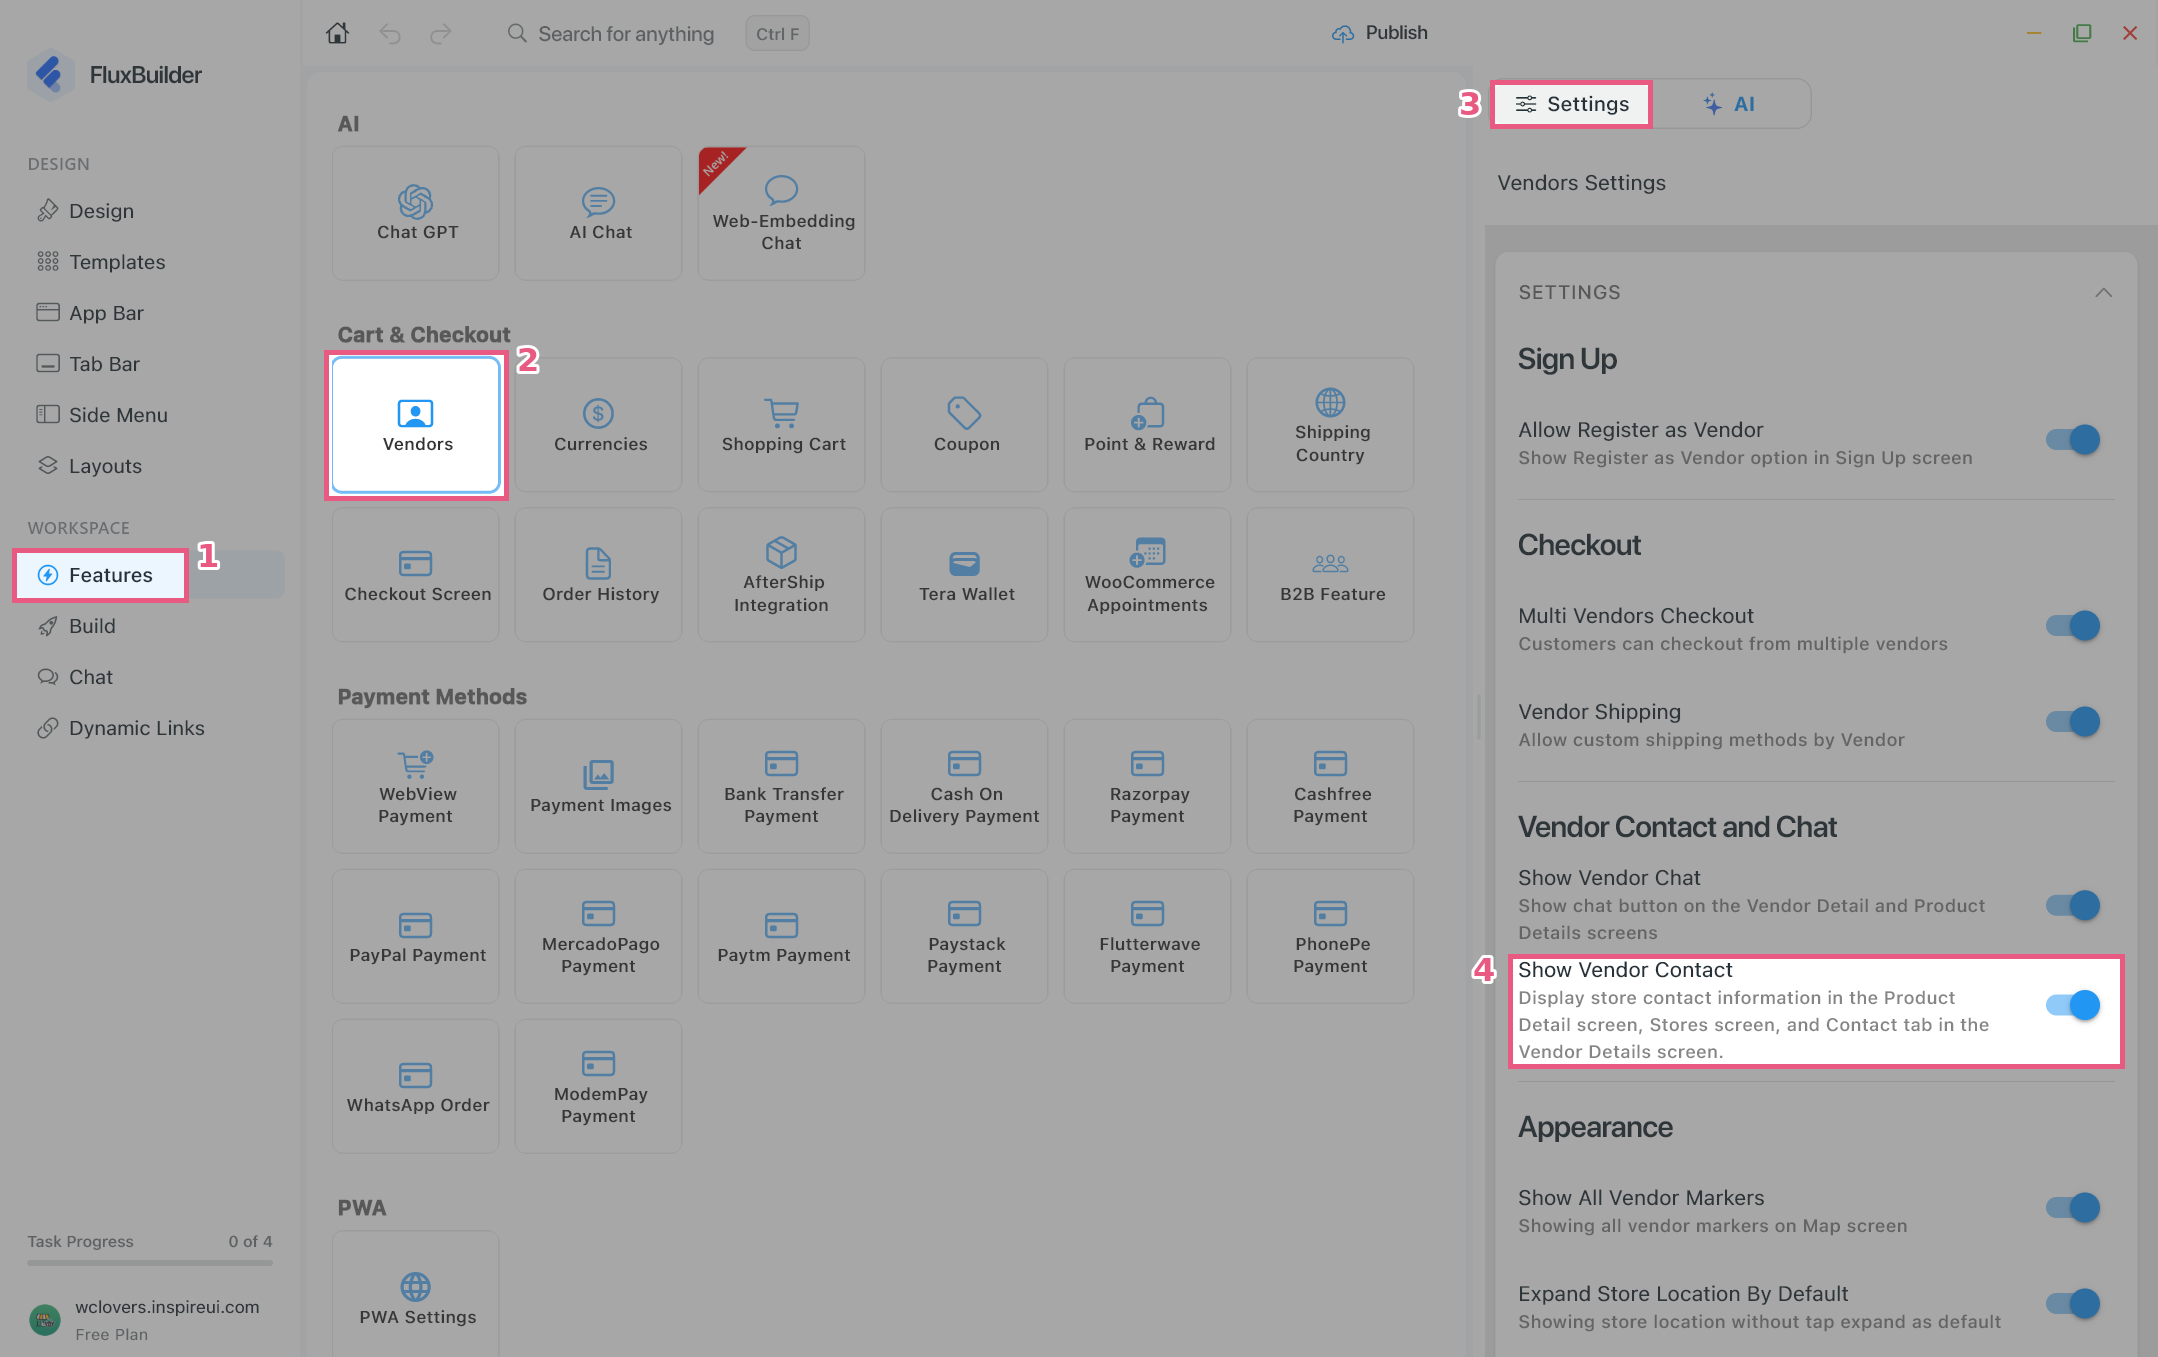 Search for anything
Ctrl F
Publish
FluxBuilder
DESIGN
Design
Templates
App Bar
Tab Bar
Side Menu
Layouts
WORKSPACE
Features
1
Build
Chat
Dynamic Links
Task Progress
0 of 4
wclovers.inspireui.com
Free Plan
AI
Chat GPT
AI Chat
New!
Web-Embedding
Chat
Cart & Checkout
2
Vendors
Currencies
Shopping Cart
Coupon
Point & Reward
Shipping
Country
Checkout Screen
Order History
AfterShip
Integration
Tera Wallet
WooCommerce
Appointments
B2B Feature
Payment Methods
WebView
Payment
Payment Images
Bank Transfer
Payment
Cash On
Delivery Payment
Razorpay
Payment
Cashfree
Payment
PayPal Payment
MercadoPago
Payment
Paytm Payment
Paystack
Payment
Flutterwave
Payment
PhonePe
Payment
WhatsApp Order
ModemPay
Payment
PWA
PWA Settings
3
Settings
AI
Vendors Settings
SETTINGS
Sign Up
Allow Register as Vendor
Show Register as Vendor option in Sign Up screen
Checkout
Multi Vendors Checkout
Customers can checkout from multiple vendors
Vendor Shipping
Allow custom shipping methods by Vendor
Vendor Contact and Chat
Show Vendor Chat
Show chat button on the Vendor Detail and Product
Details screens
4
Show Vendor Contact
Display store contact information in the Product
Detail screen, Stores screen, and Contact tab in the
Vendor Details screen.
Appearance
Show All Vendor Markers
Showing all vendor markers on Map screen
Expand Store Location By Default
Showing store location without tap expand as default